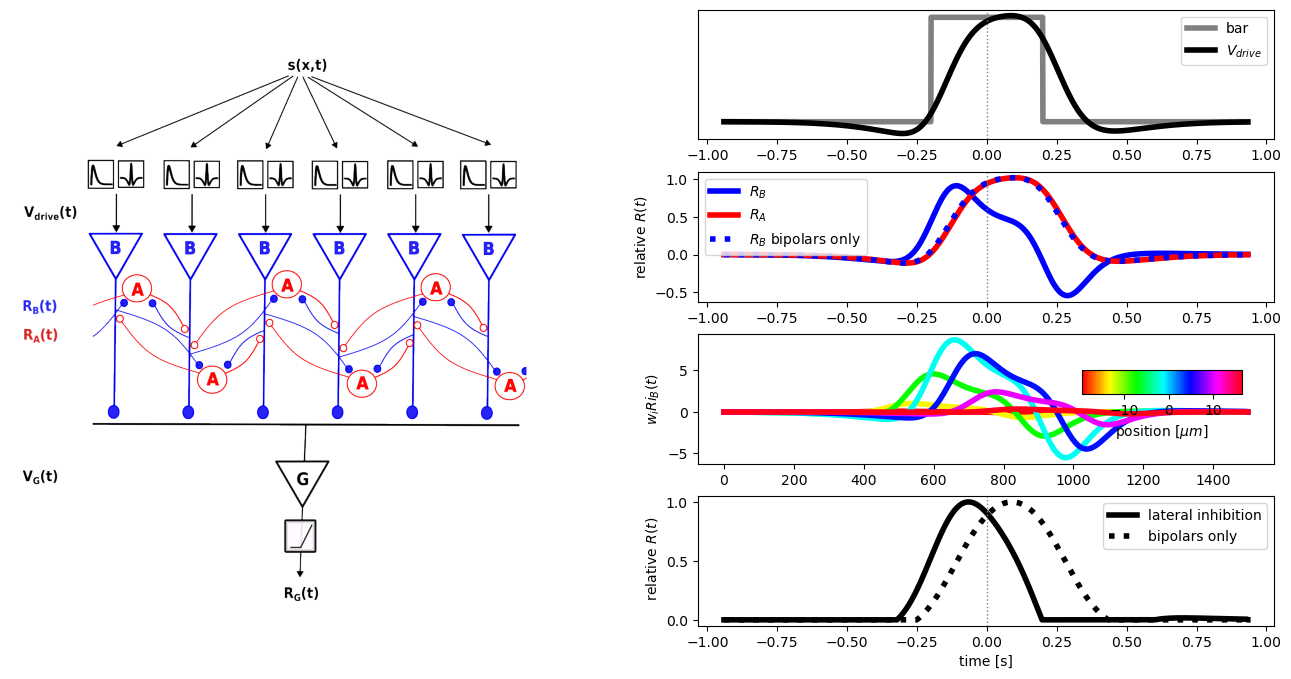 s(x,t)
V_drive(t)
B B B B B B
A A A
R_B(t)
R_A(t)
A A A
V_G(t)
G
R_G(t)
bar
V_drive
−1.00 −0.75 −0.50 −0.25 0.00 0.25 0.50 0.75 1.00
relative R(t)
1.0
0.5
0.0
−0.5
R_B
R_A
R_B bipolars only
−1.00 −0.75 −0.50 −0.25 0.00 0.25 0.50 0.75 1.00
5
0
−5
−10 0 10
position [μm]
0 200 400 600 800 1000 1200 1400
relative R(t)
1.0
0.5
0.0
lateral inhibition
bipolars only
−1.00 −0.75 −0.50 −0.25 0.00 0.25 0.50 0.75 1.00
time [s]